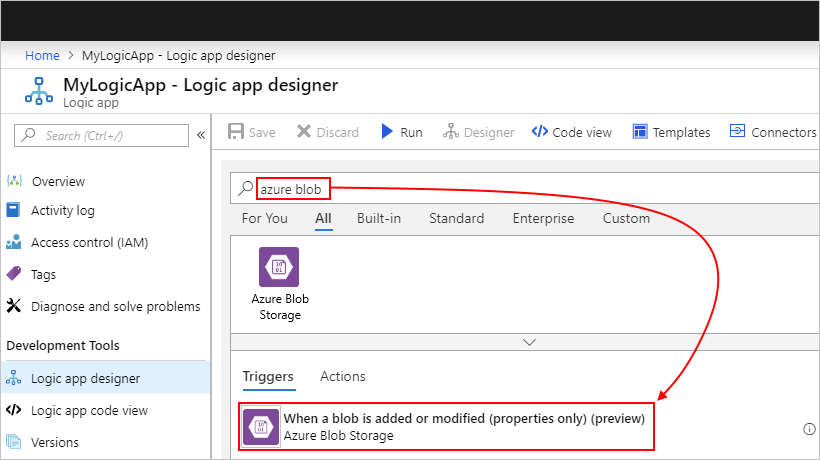 Home > MyLogicApp - Logic app designer
MyLogicApp - Logic app designer
Logic app
Search (Ctrl+/)
«
Save
Discard
Run
Designer
Code view
Templates
Connectors
Overview
Activity log
Access control (IAM)
Tags
Diagnose and solve problems
Development Tools
Logic app designer
Logic app code view
Versions
azure blob
For You
All
Built-in
Standard
Enterprise
Custom
Azure Blob
Storage
Triggers
Actions
When a blob is added or modified (properties only) (preview)
Azure Blob Storage